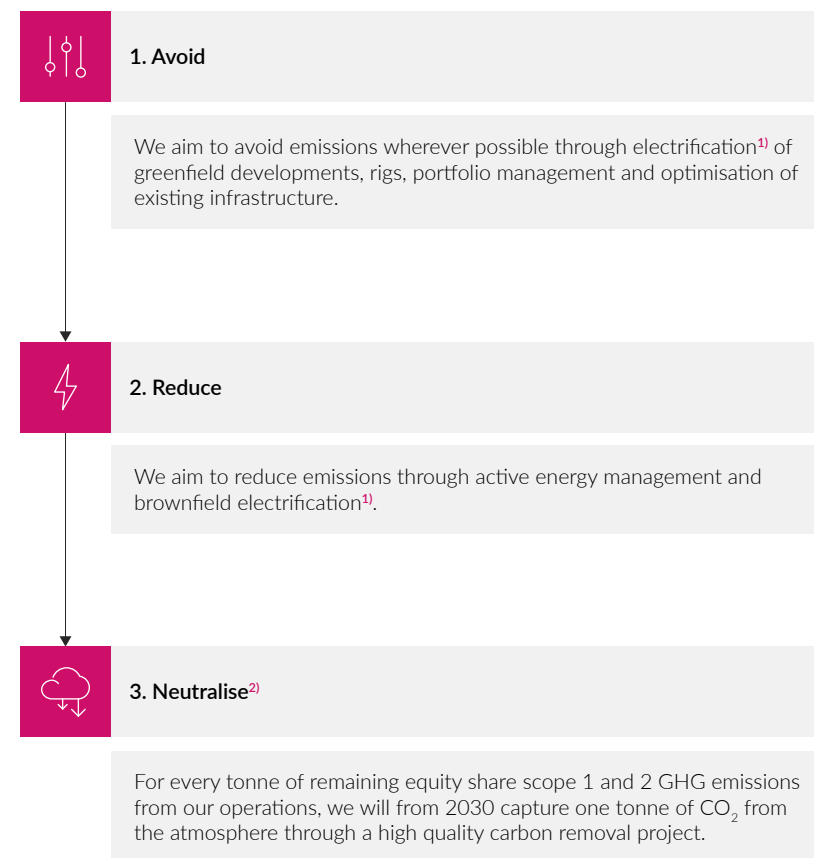 1. Avoid
We aim to avoid emissions wherever possible through electrification1) of
greenfield developments, rigs, portfolio management and optimisation of
existing infrastructure.
2. Reduce
We aim to reduce emissions through active energy management and
brownfield electrification1).
3. Neutralise2)
For every tonne of remaining equity share scope 1 and 2 GHG emissions
from our operations, we will from 2030 capture one tonne of CO2 from
the atmosphere through a high quality carbon removal project.